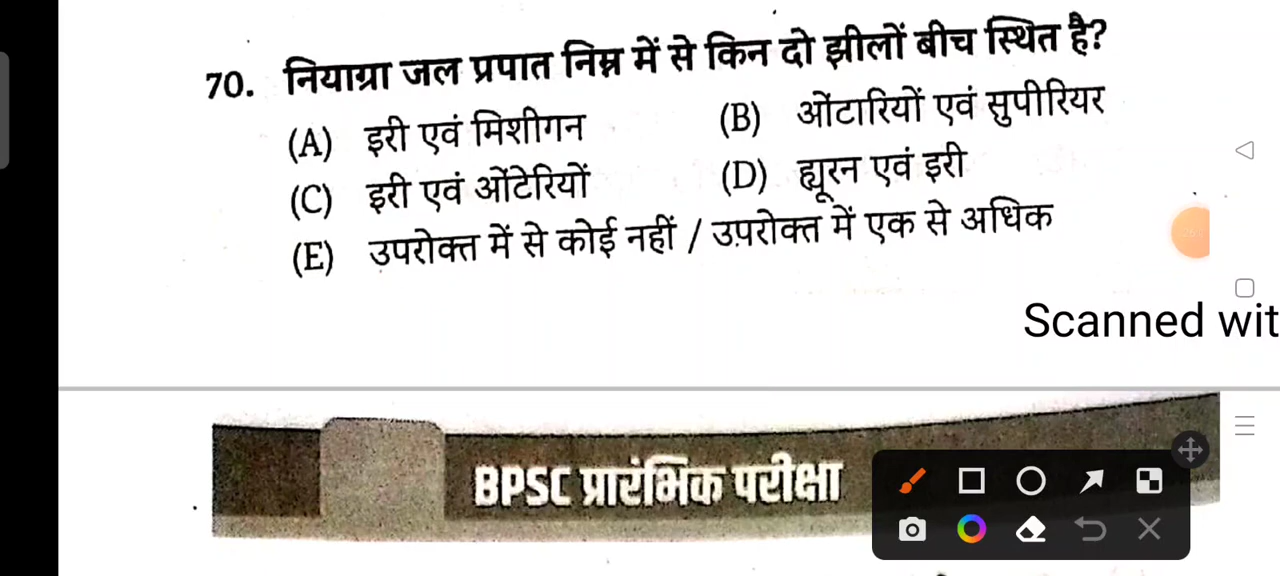 70. नियाग्रा जल प्रपात निम्न में से किन दो झीलों बीच स्थित है?
(A) इरी एवं मिशीगन (B) ओंटारियों एवं सुपीरियर
(C) इरी एवं ओंटेरियों (D) ह्यूरन एवं इरी
(E) उपरोक्त में से कोई नहीं / उपरोक्त में एक से अधिक
Scanned wit
BPSC प्रारंभिक परीक्षा